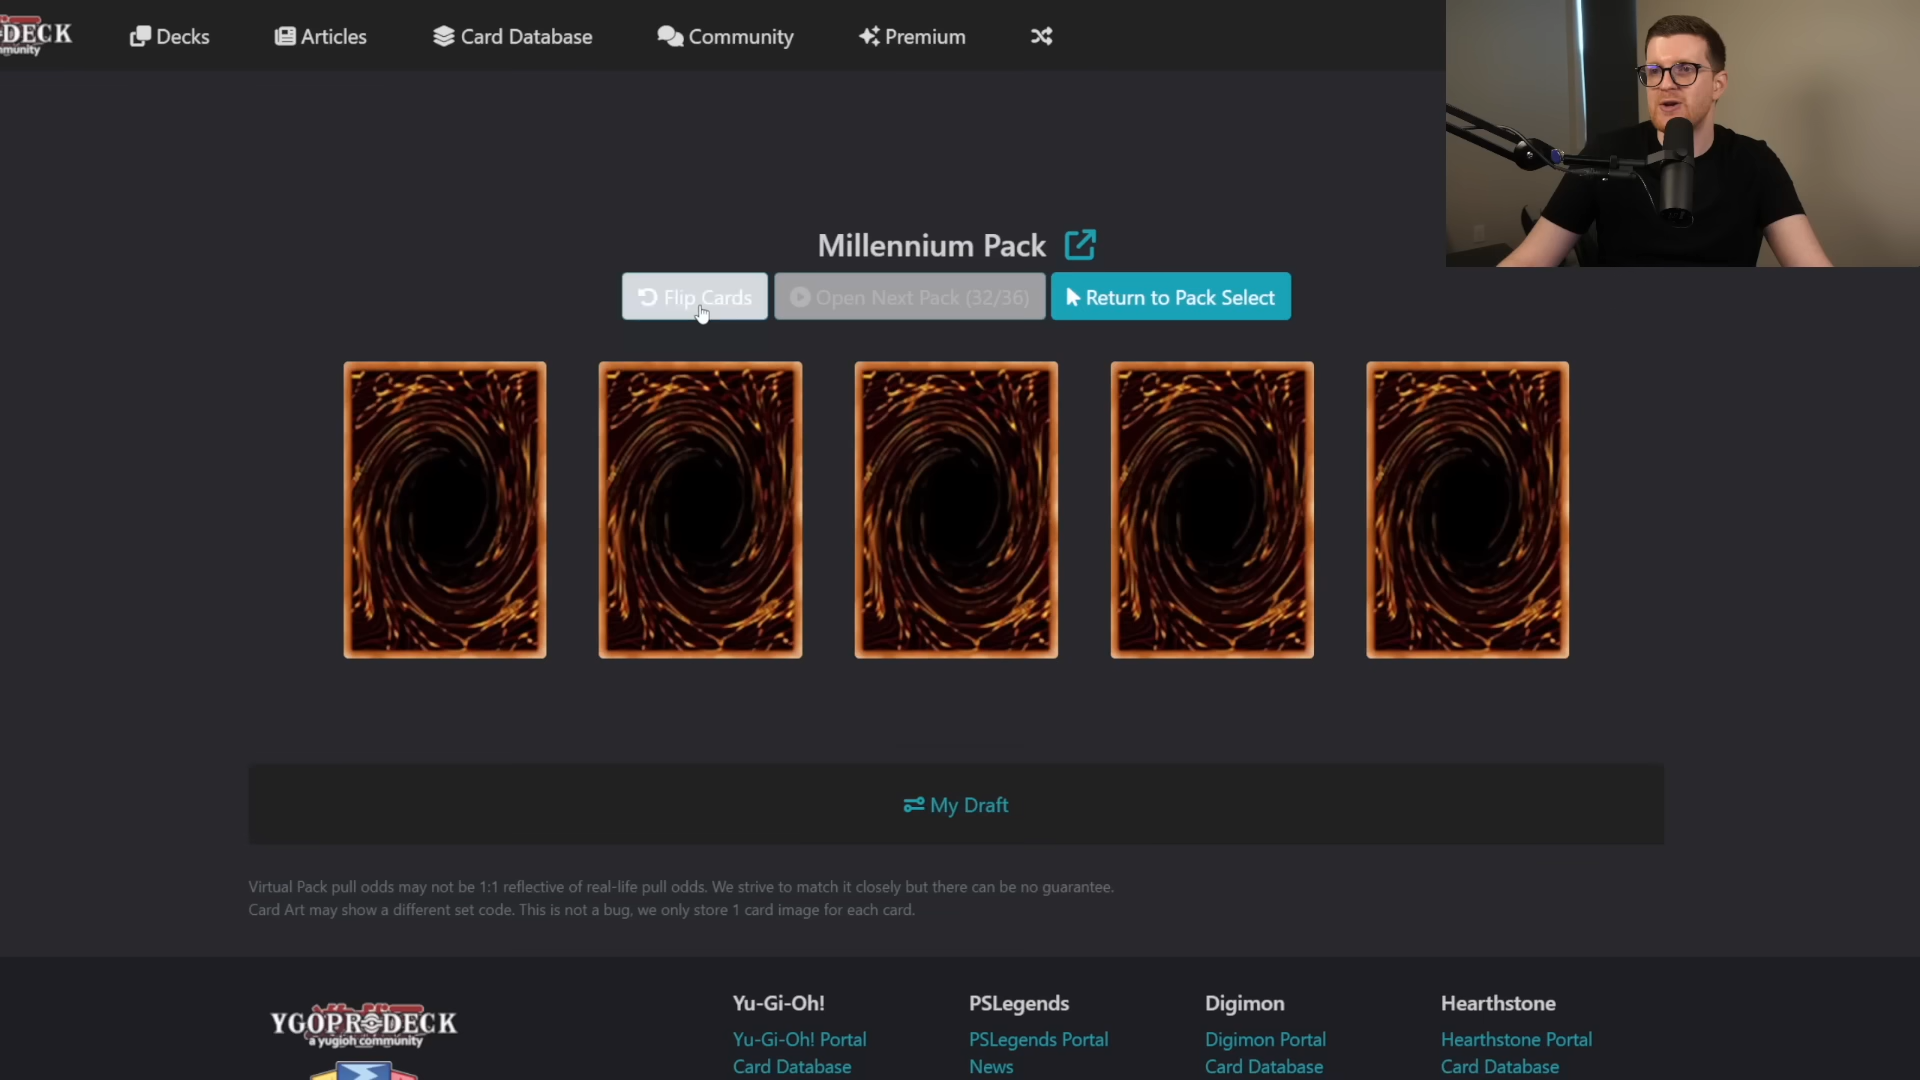 DECK
mmunity
Decks
Articles
Card Database
Community
Premium
Millennium Pack
Flip Cards
Open Next Pack (32/36)
Return to Pack Select
My Draft
Virtual Pack pull odds may not be 1:1 reflective of real-life pull odds. We strive to match it closely but there can be no guarantee.
Card Art may show a different set code. This is not a bug, we only store 1 card image for each card.
YGOPRODECK
a yugioh community
Yu-Gi-Oh!
Yu-Gi-Oh! Portal
Card Database
PSLegends
PSLegends Portal
News
Digimon
Digimon Portal
Card Database
Hearthstone
Hearthstone Portal
Card Database